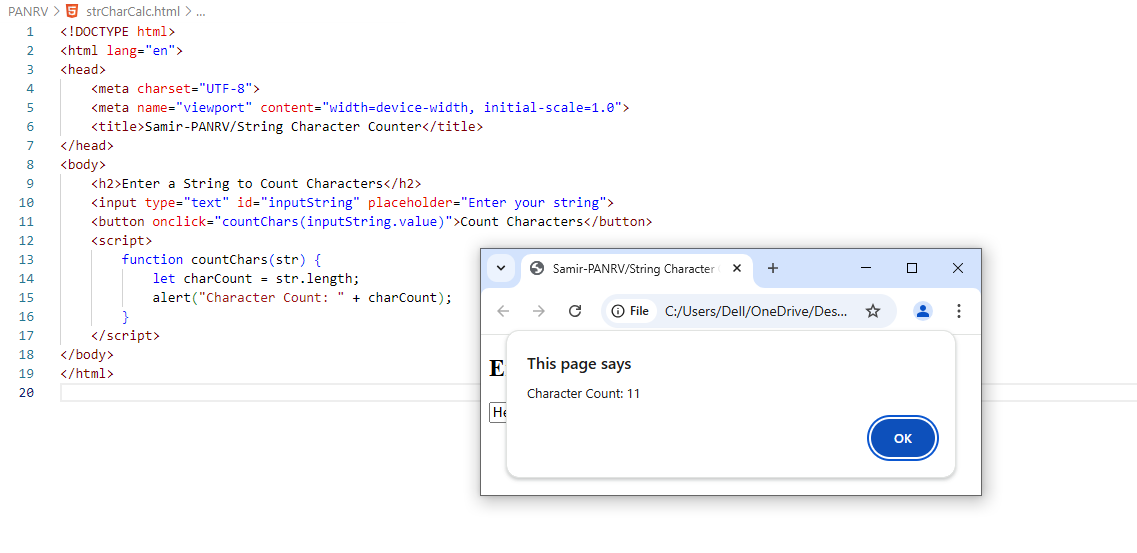 PANRV > strCharCalc.html > ...
1 <!DOCTYPE html>
2 <html lang="en">
3 <head>
4 <meta charset="UTF-8">
5 <meta name="viewport" content="width=device-width, initial-scale=1.0">
6 <title>Samir-PANRV/String Character Counter</title>
7 </head>
8 <body>
9 <h2>Enter a String to Count Characters</h2>
10 <input type="text" id="inputString" placeholder="Enter your string">
11 <button onclick="countChars(inputString.value)">Count Characters</button>
12 <script>
13 function countChars(str) {
14 let charCount = str.length;
15 alert("Character Count: " + charCount);
16 }
17 </script>
18 </body>
19 </html>
20
Samir-PANRV/String Character
File C:/Users/Dell/OneDrive/Des...
E
He
This page says
Character Count: 11
OK